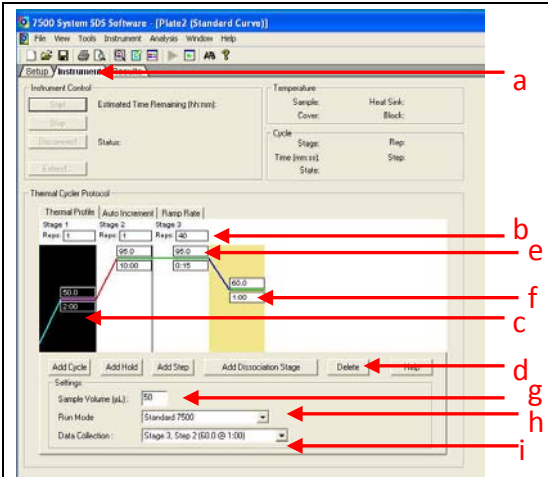 7500 System SDS Software - [Plate2 (Standard Curve)]
File View Tools Instrument Analysis Window Help
Setup Instrument Results
a
Instrument Control
Temperature
Start
Estimated Time Remaining (hh:mm):
Sample:
Heat Sink:
Stop
Cover:
Block:
Disconnect
Status:
Cycle
Stage:
Rep:
Time (mm:ss):
Step:
Extend...
State:
Thermal Cycler Protocol
Thermal Profile Auto Increment Ramp Rate
Stage 1 Stage 2 Stage 3
Reps: 1 Reps: 1 Reps: 40
b
95.0 95.0
e
10:00 0:15
60.0
50.0
1:00
f
2:00
c
Add Cycle Add Hold Add Step Add Dissociation Stage Delete Help
d
Settings
Sample Volume (µL): 50
g
Run Mode Standard 7500
h
Data Collection : Stage 3, Step 2 (60.0 @ 1:00)
i